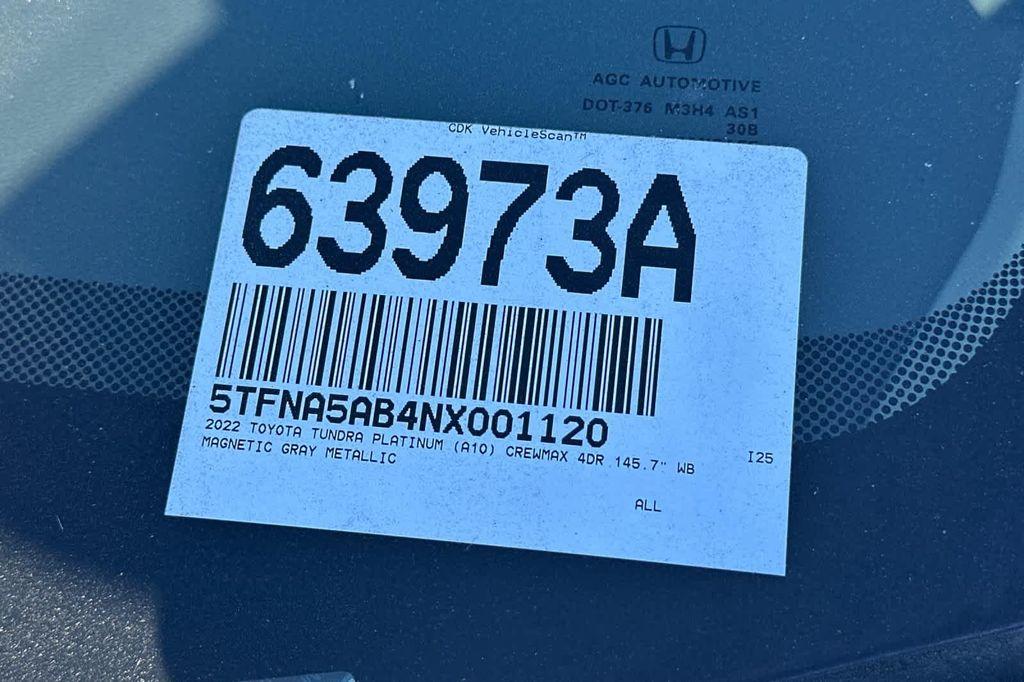 AGC AUTOMOTIVE
DOT-376 M3H4 AS1
30B
CDK VehicleScan™
63973A
5TFNA5AB4NX001120
2022 TOYOTA TUNDRA PLATINUM (A10) CREWMAX 4DR 145.7" WB I25
MAGNETIC GRAY METALLIC
ALL